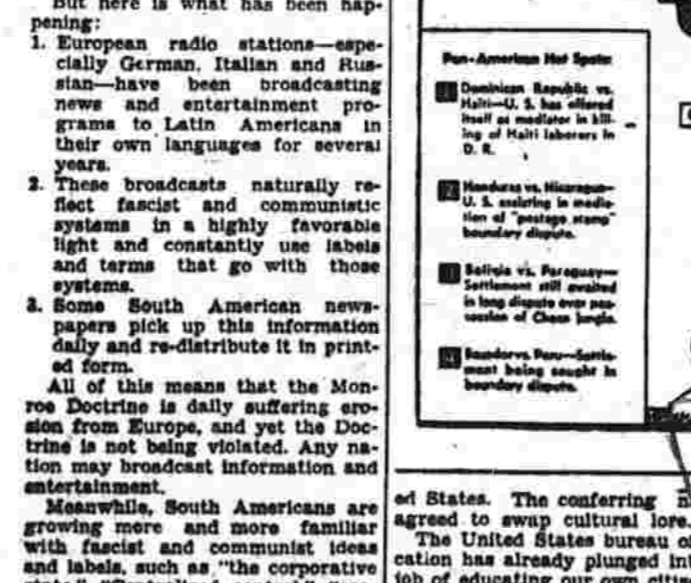 But here is what has been hap-
pening:
1. European radio stations—espe-
cially German, Italian and Rus-
sian—have been broadcasting
news and entertainment pro-
grams to Latin Americans in
their own languages for several
years.
2. These broadcasts naturally re-
flect fascist and communistic
systems in a highly favorable
light and constantly use labels
and terms that go with those
systems.
3. Some South American news-
papers pick up this information
daily and re-distribute it in print-
ed form.
All of this means that the Mon-
roe Doctrine is daily suffering ero-
sion from Europe, and yet the Doc-
trine is not being violated. Any na-
tion may broadcast information and
entertainment.
Meanwhile, South Americans are
growing more and more familiar
with fascist and communist ideas
and labels, such as "the corporative
Pan-American Hot Spots
Dominican Republic vs.
Haiti—U. S. has offered
itself as mediator in kill-
ing of Haiti laborers in
D. R.
Honduras vs. Nicaragua—
U. S. assisting in media-
tion of "postage stamp"
boundary dispute.
Bolivia vs. Paraguay—
Settlement still awaited
in long dispute over pos-
session of Chaco jungle.
Ecuador vs. Peru—Settle-
ment being sought in
boundary dispute.
ed States. The conferring
agreed to swap cultural lore.
The United States bureau of
cation has already plunged
job of educating our own